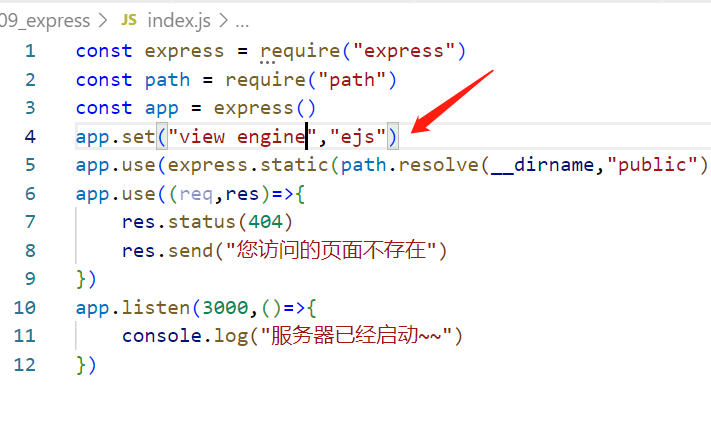 09_express > JS index.js > ...
1 const express = require("express")
2 const path = require("path")
3 const app = express()
4 app.set("view engine","ejs")
5 app.use(express.static(path.resolve(__dirname,"public")
6 app.use((req,res)=>{
7 res.status(404)
8 res.send("您访问的页面不存在")
9 })
10 app.listen(3000,()=>{
11 console.log("服务器已经启动~~")
12 })